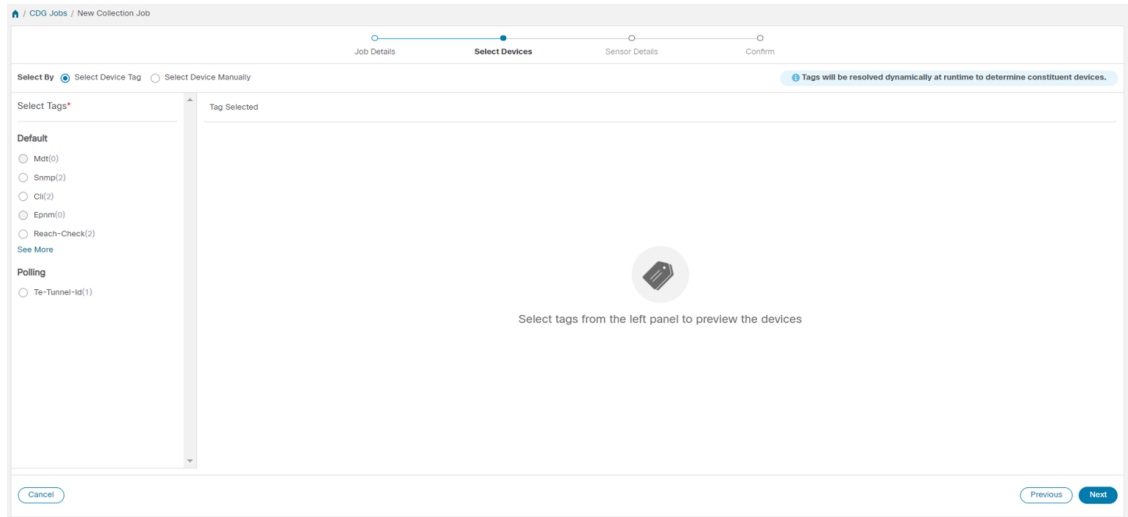 / CDG Jobs / New Collection Job
Job Details
Select Devices
Sensor Details
Confirm
Select By Select Device Tag Select Device Manually
Tags will be resolved dynamically at runtime to determine constituent devices.
Select Tags*
Tag Selected
Default
Mdt(0)
Snmp(2)
Cli(2)
Epnm(0)
Reach-Check(2)
See More
Polling
Te-Tunnel-Id(1)
Select tags from the left panel to preview the devices
Cancel
Previous
Next